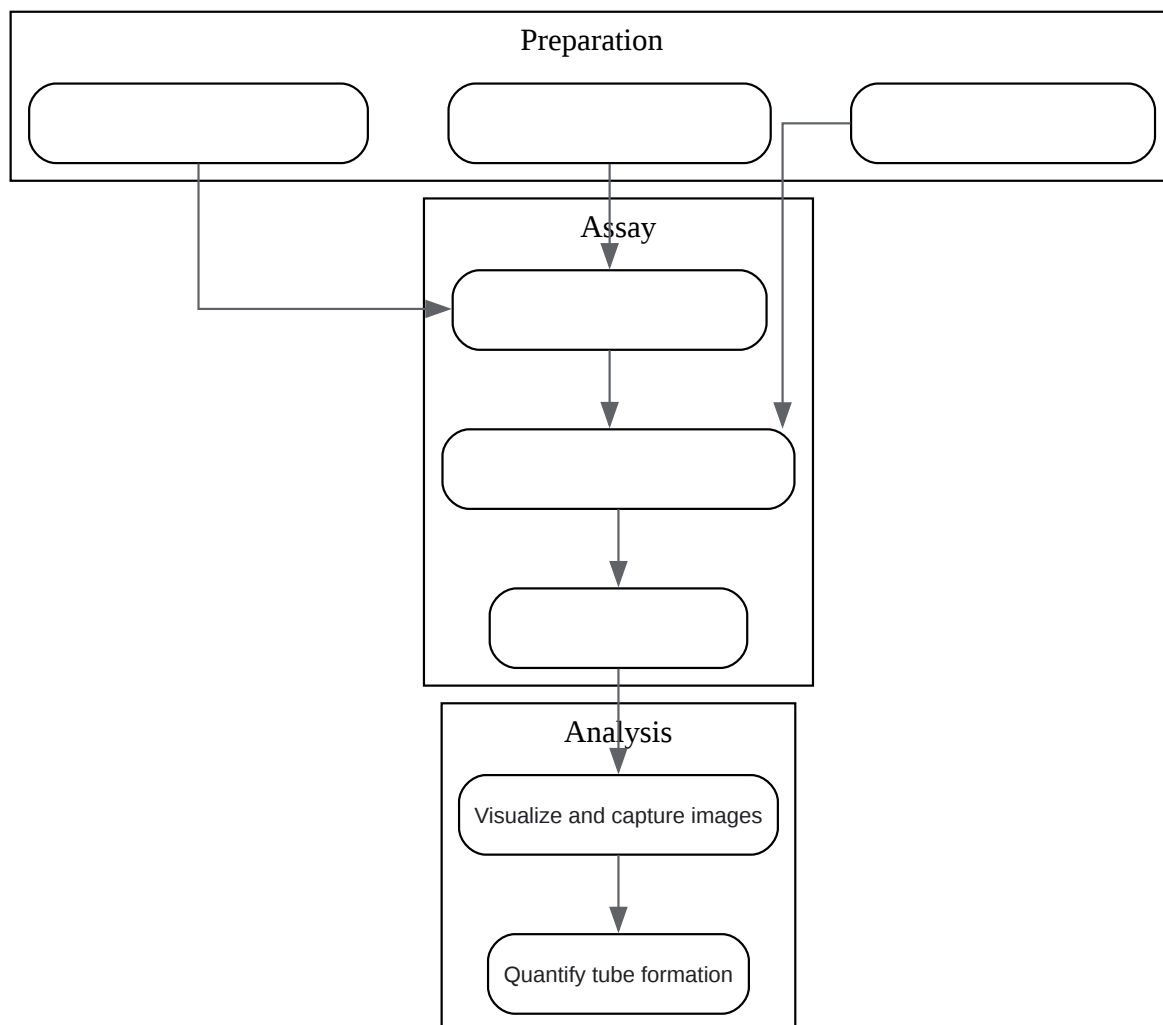 Preparation
Assay
Analysis
Visualize and capture images
Quantify tube formation